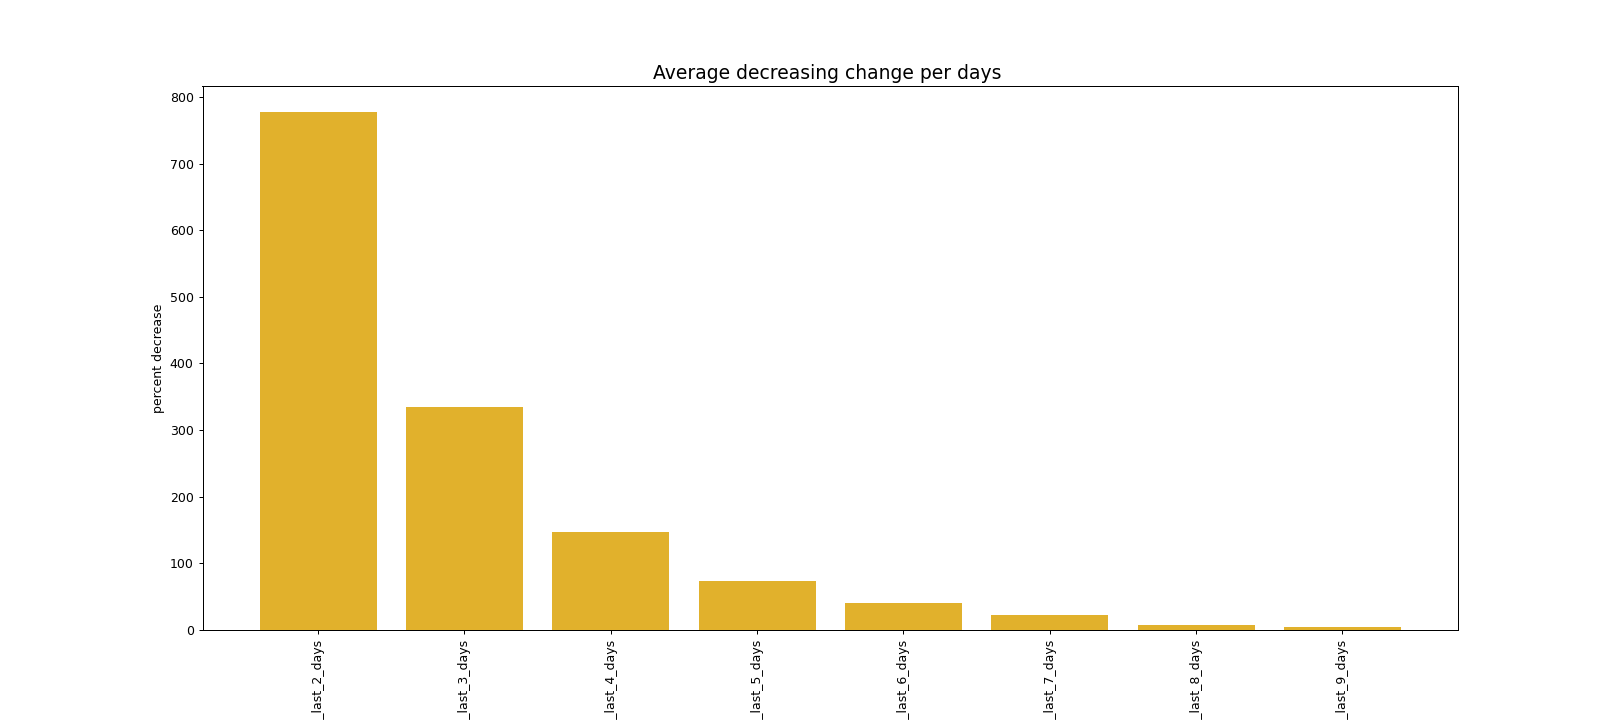 Average decreasing change per days
percent decrease
800
700
600
500
400
300
200
100
0
_last_2_days
_last_3_days
_last_4_days
_last_5_days
_last_6_days
_last_7_days
_last_8_days
_last_9_days